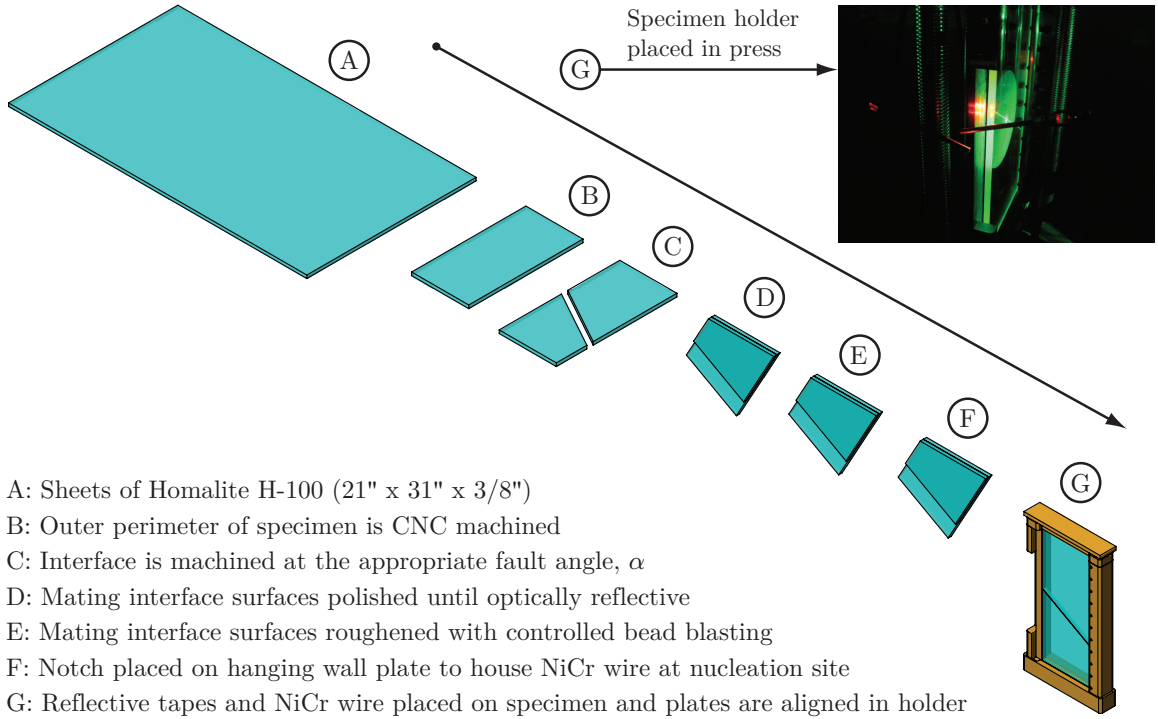 Specimen holder
placed in press
G
A
B
C
D
E
F
G
A: Sheets of Homalite H-100 (21" x 31" x 3/8")
B: Outer perimeter of specimen is CNC machined
C: Interface is machined at the appropriate fault angle, α
D: Mating interface surfaces polished until optically reflective
E: Mating interface surfaces roughened with controlled bead blasting
F: Notch placed on hanging wall plate to house NiCr wire at nucleation site
G: Reflective tapes and NiCr wire placed on specimen and plates are aligned in holder